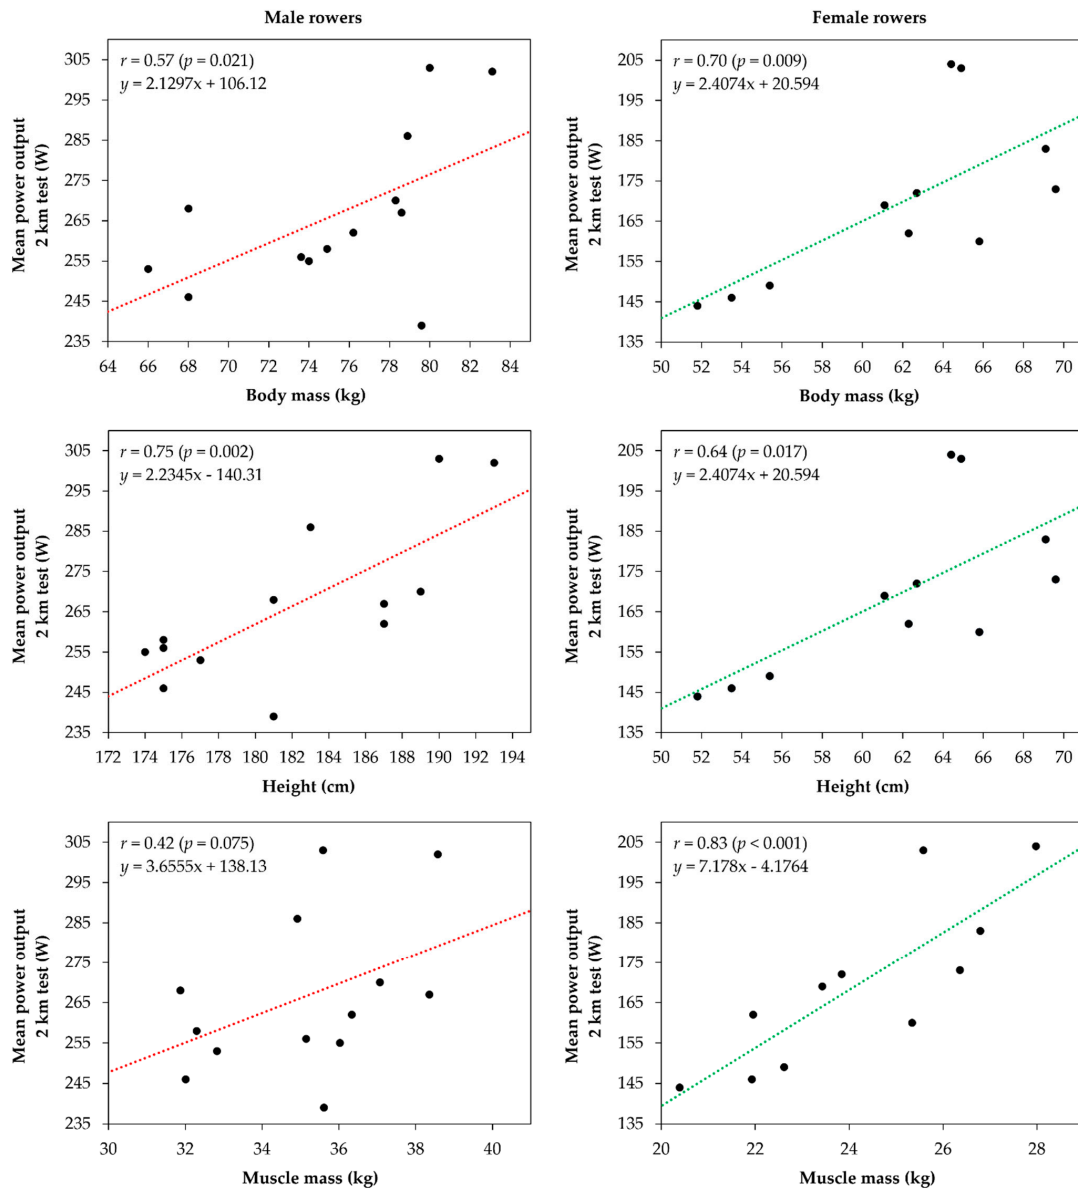 Male rowers
Female rowers
r = 0.57 (p = 0.021)
y = 2.1297x + 106.12
Mean power output
2 km test (W)
305
295
285
275
265
255
245
235
64 66 68 70 72 74 76 78 80 82 84
Body mass (kg)
r = 0.70 (p = 0.009)
y = 2.4074x + 20.594
Mean power output
2 km test (W)
205
195
185
175
165
155
145
135
50 52 54 56 58 60 62 64 66 68 70
Body mass (kg)
r = 0.75 (p = 0.002)
y = 2.2345x - 140.31
Mean power output
2 km test (W)
305
295
285
275
265
255
245
235
172 174 176 178 180 182 184 186 188 190 192 194
Height (cm)
r = 0.64 (p = 0.017)
y = 2.4074x + 20.594
Mean power output
2 km test (W)
205
195
185
175
165
155
145
135
50 52 54 56 58 60 62 64 66 68 70
Height (cm)
r = 0.42 (p = 0.075)
y = 3.6555x + 138.13
Mean power output
2 km test (W)
305
295
285
275
265
255
245
235
30 32 34 36 38 40
Muscle mass (kg)
r = 0.83 (p < 0.001)
y = 7.178x - 4.1764
Mean power output
2 km test (W)
205
195
185
175
165
155
145
135
20 22 24 26 28
Muscle mass (kg)